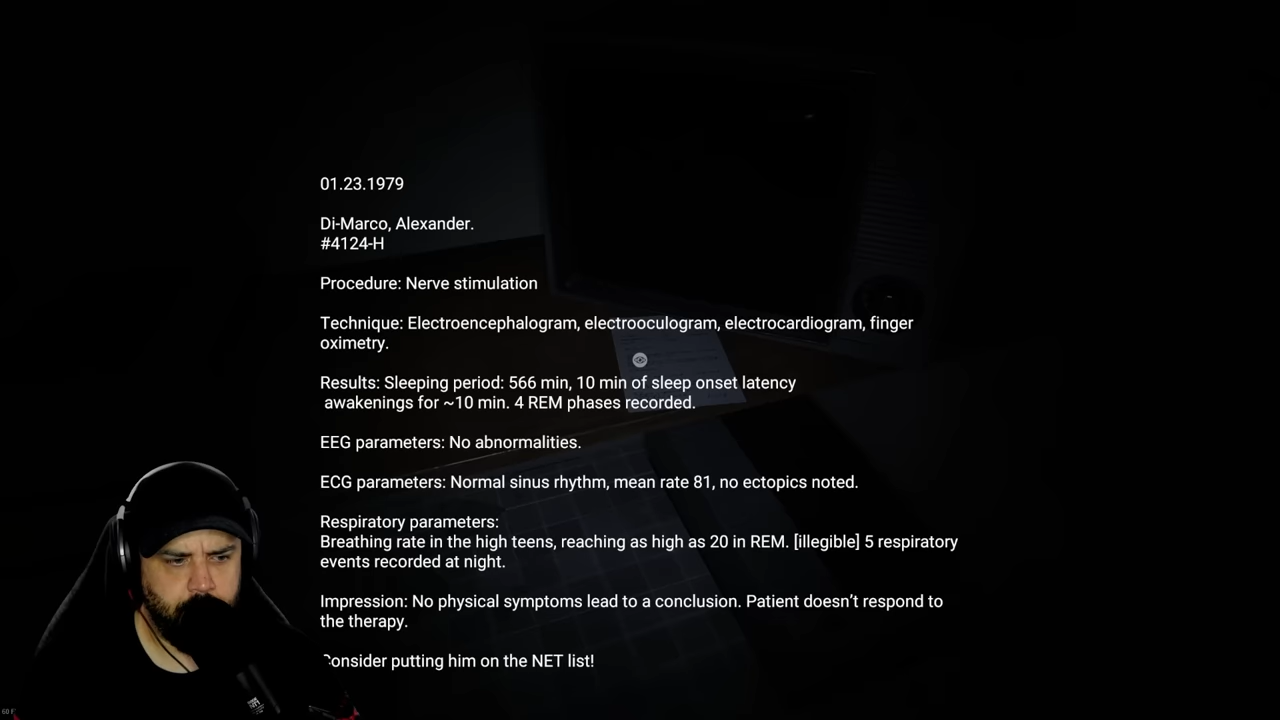 01.23.1979
Di-Marco, Alexander.
#4124-H
Procedure: Nerve stimulation
Technique: Electroencephalogram, electrooculogram, electrocardiogram, finger
oximetry.
Results: Sleeping period: 566 min, 10 min of sleep onset latency
awakenings for ~10 min. 4 REM phases recorded.
EEG parameters: No abnormalities.
ECG parameters: Normal sinus rhythm, mean rate 81, no ectopics noted.
Respiratory parameters:
Breathing rate in the high teens, reaching as high as 20 in REM. [illegible] 5 respiratory
events recorded at night.
Impression: No physical symptoms lead to a conclusion. Patient doesn’t respond to
the therapy.
Consider putting him on the NET list!
60 F